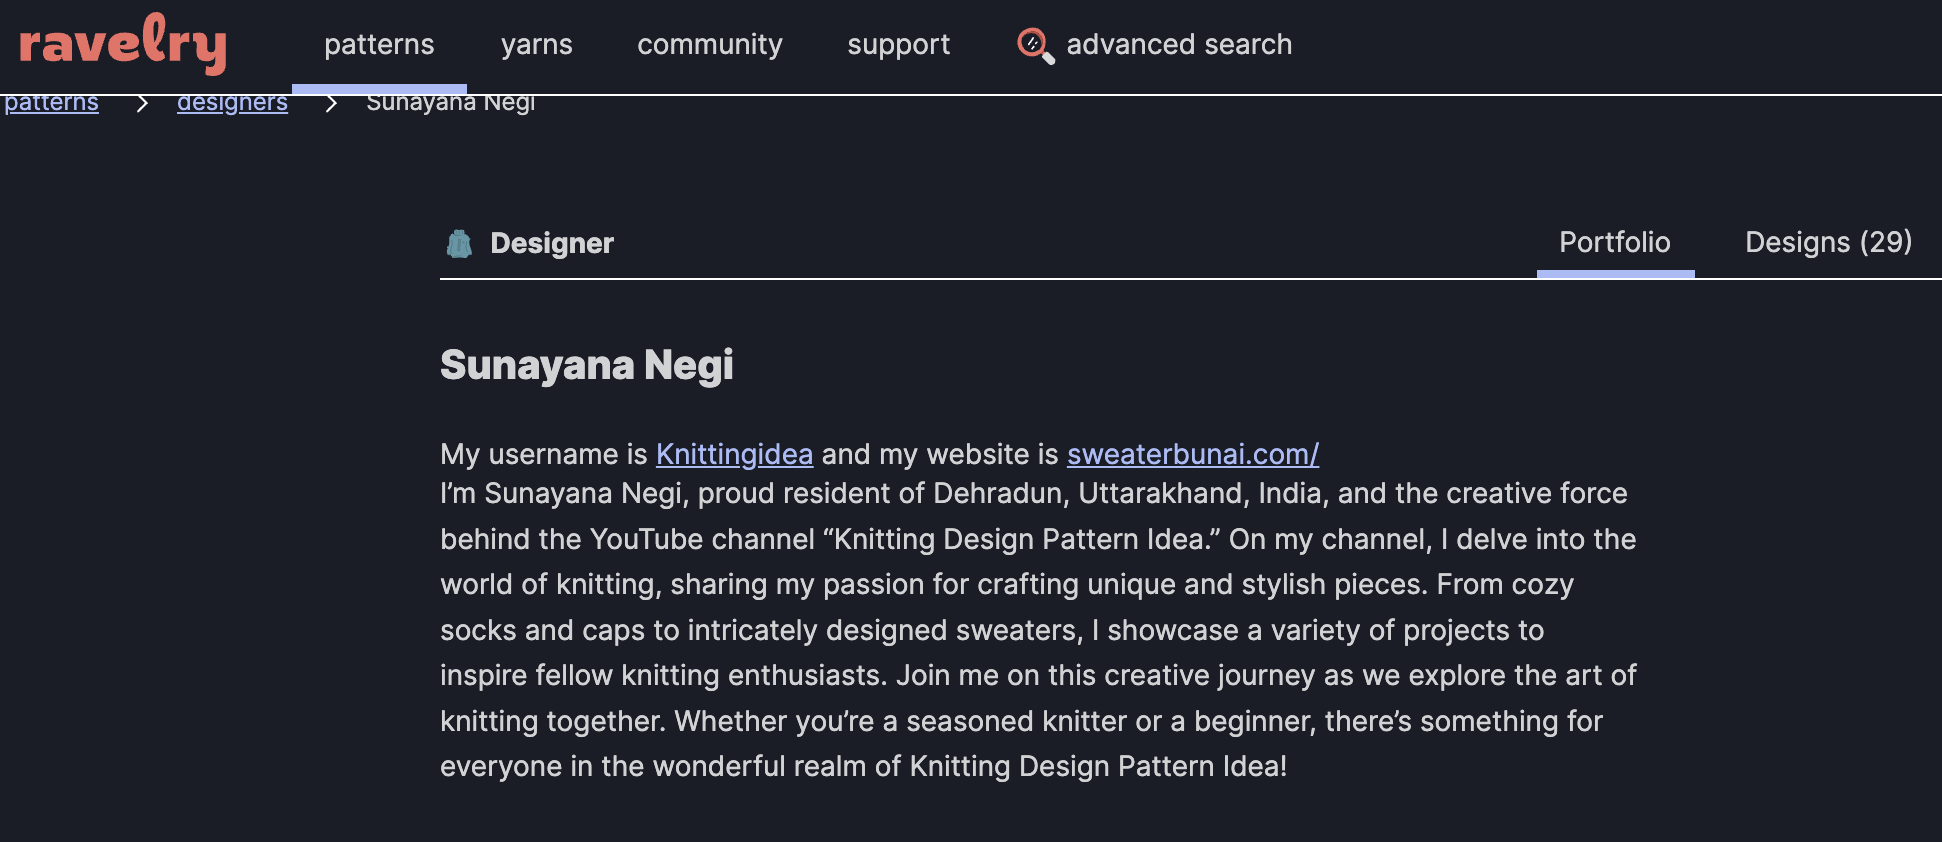 ravelry patterns yarns community support advanced search
patterns > designers > Sunayana Negi
Designer Portfolio Designs (29)
Sunayana Negi
My username is Knittingidea and my website is sweaterbunai.com/
I’m Sunayana Negi, proud resident of Dehradun, Uttarakhand, India, and the creative force
behind the YouTube channel “Knitting Design Pattern Idea.” On my channel, I delve into the
world of knitting, sharing my passion for crafting unique and stylish pieces. From cozy
socks and caps to intricately designed sweaters, I showcase a variety of projects to
inspire fellow knitting enthusiasts. Join me on this creative journey as we explore the art of
knitting together. Whether you’re a seasoned knitter or a beginner, there’s something for
everyone in the wonderful realm of Knitting Design Pattern Idea!